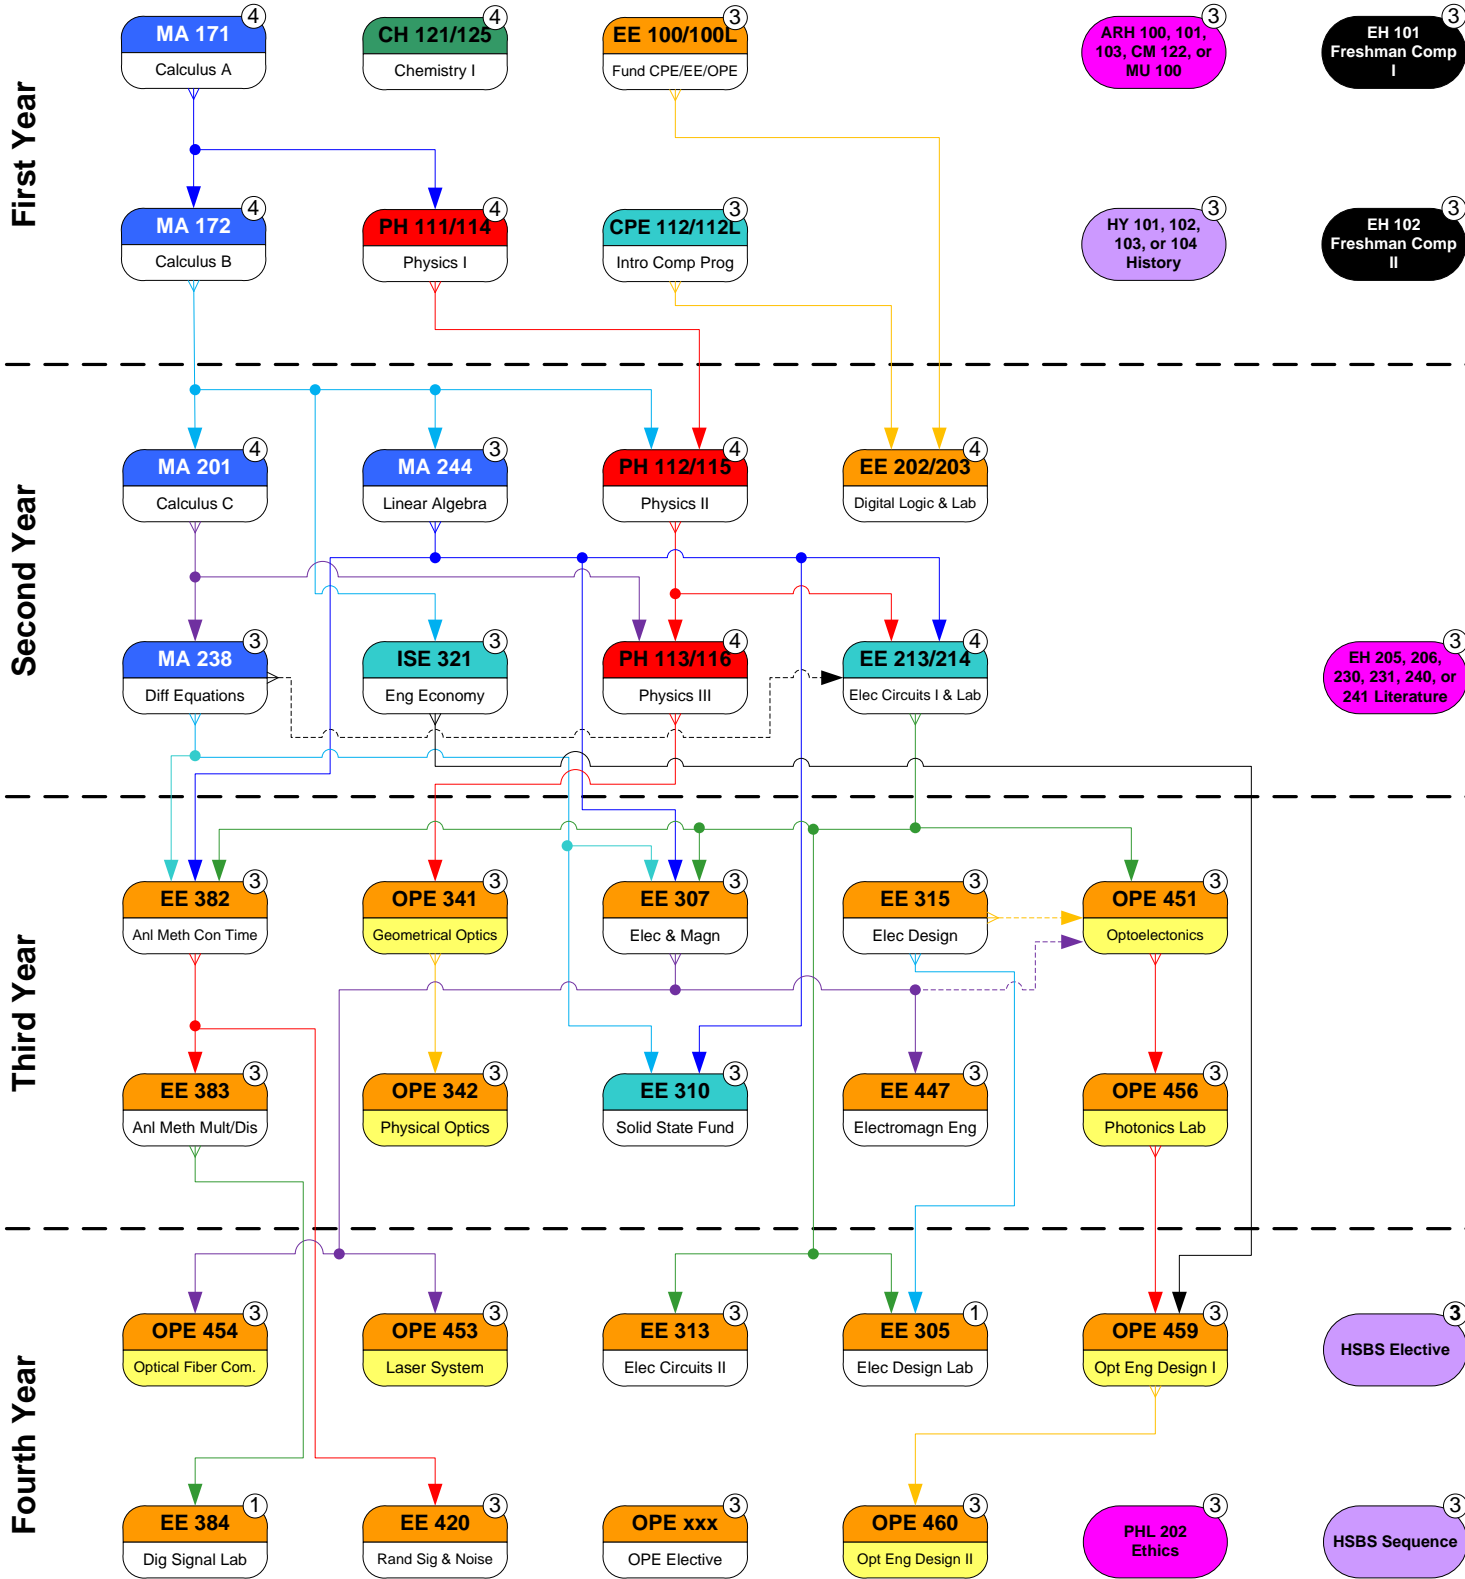 First Year
4
MA 171
Calculus A
4
CH 121/125
Chemistry I
3
EE 100/100L
Fund CPE/EE/OPE
3
ARH 100, 101,
103, CM 122, or
MU 100
3
EH 101
Freshman Comp
I
4
MA 172
Calculus B
4
PH 111/114
Physics I
3
CPE 112/112L
Intro Comp Prog
3
HY 101, 102,
103, or 104
History
3
EH 102
Freshman Comp
II
Second Year
4
MA 201
Calculus C
3
MA 244
Linear Algebra
4
PH 112/115
Physics II
4
EE 202/203
Digital Logic & Lab
3
MA 238
Diff Equations
3
ISE 321
Eng Economy
4
PH 113/116
Physics III
4
EE 213/214
Elec Circuits I & Lab
3
EH 205, 206,
230, 231, 240, or
241 Literature
Third Year
3
EE 382
Anl Meth Con Time
3
OPE 341
Geometrical Optics
3
EE 307
Elec & Magn
3
EE 315
Elec Design
3
OPE 451
Optoelectonics
3
EE 383
Anl Meth Mult/Dis
3
OPE 342
Physical Optics
3
EE 310
Solid State Fund
3
EE 447
Electromagn Eng
3
OPE 456
Photonics Lab
Fourth Year
3
OPE 454
Optical Fiber Com.
3
OPE 453
Laser System
3
EE 313
Elec Circuits II
1
EE 305
Elec Design Lab
3
OPE 459
Opt Eng Design I
3
HSBS Elective
1
EE 384
Dig Signal Lab
3
EE 420
Rand Sig & Noise
3
OPE xxx
OPE Elective
3
OPE 460
Opt Eng Design II
3
PHL 202
Ethics
3
HSBS Sequence